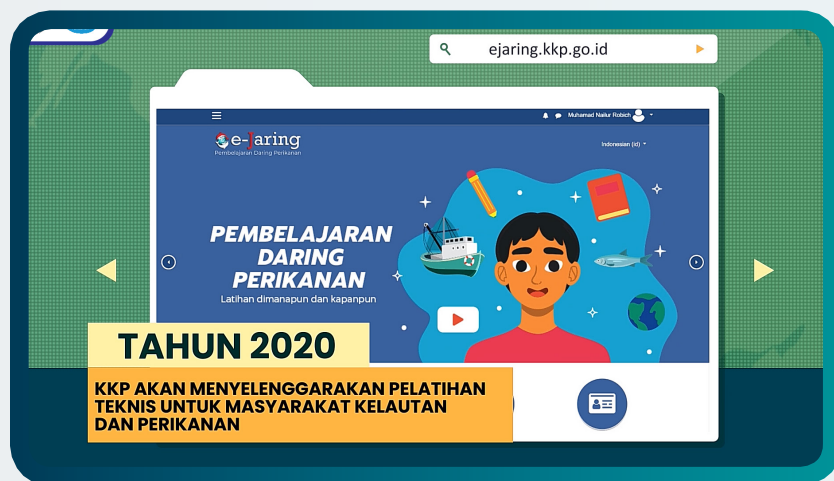 ejaring.kkp.go.id
Muhamad Nailur Robich
e-Jaring
Pembelajaran Daring Perikanan
Indonesian (id)
PEMBELAJARAN
DARING
PERIKANAN
Latihan dimanapun dan kapanpun
TAHUN 2020
KKP AKAN MENYELENGGARAKAN PELATIHAN
TEKNIS UNTUK MASYARAKAT KELAUTAN
DAN PERIKANAN